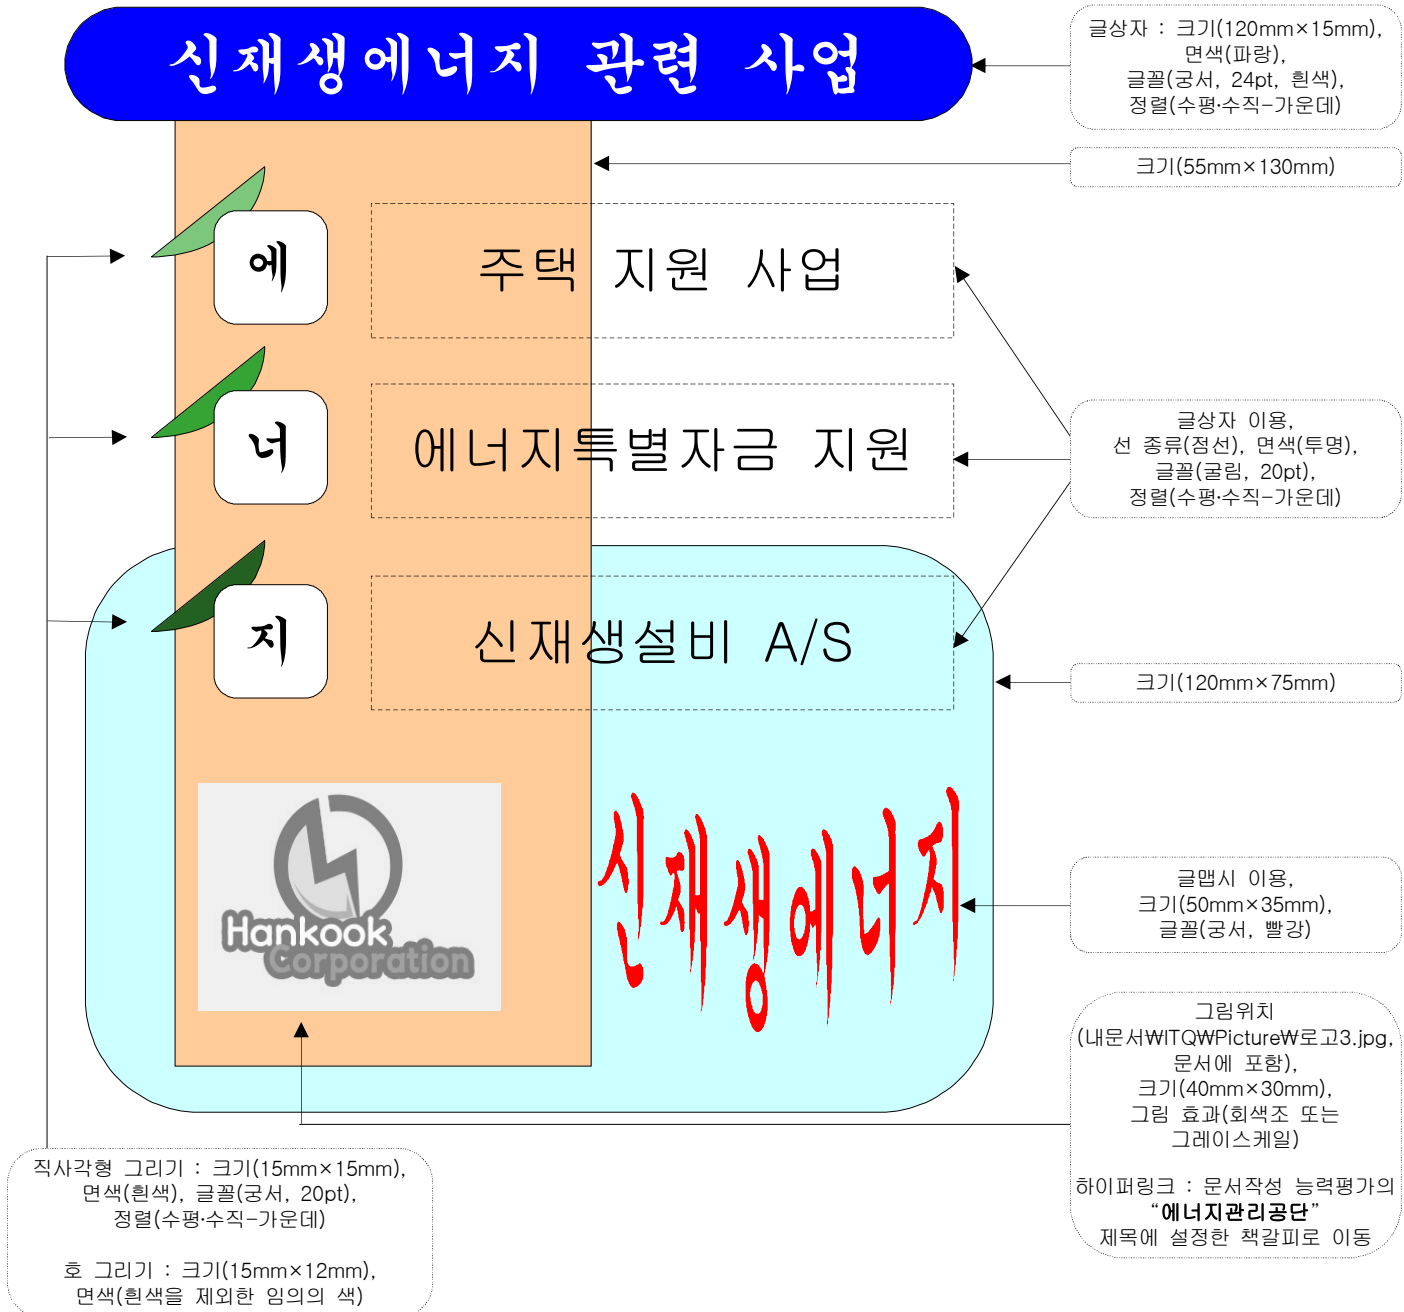 신재생에너지 관련 사업
글상자 : 크기(120mm×15mm),
면색(파랑),
글꼴(궁서, 24pt, 흰색),
정렬(수평·수직-가운데)
크기(55mm×130mm)
에
주택 지원 사업
너
에너지특별자금 지원
글상자 이용,
선 종류(점선), 면색(투명),
글꼴(굴림, 20pt),
정렬(수평·수직-가운데)
지
신재생설비 A/S
크기(120mm×75mm)
Hankook
Corporation
신재생에너지
글맵시 이용,
크기(50mm×35mm),
글꼴(궁서, 빨강)
그림위치
(내문서₩ITQ₩Picture₩로고3.jpg,
문서에 포함),
크기(40mm×30mm),
그림 효과(회색조 또는
그레이스케일)
하이퍼링크 : 문서작성 능력평가의
“에너지관리공단”
제목에 설정한 책갈피로 이동
직사각형 그리기 : 크기(15mm×15mm),
면색(흰색), 글꼴(궁서, 20pt),
정렬(수평·수직-가운데)
호 그리기 : 크기(15mm×12mm),
면색(흰색을 제외한 임의의 색)